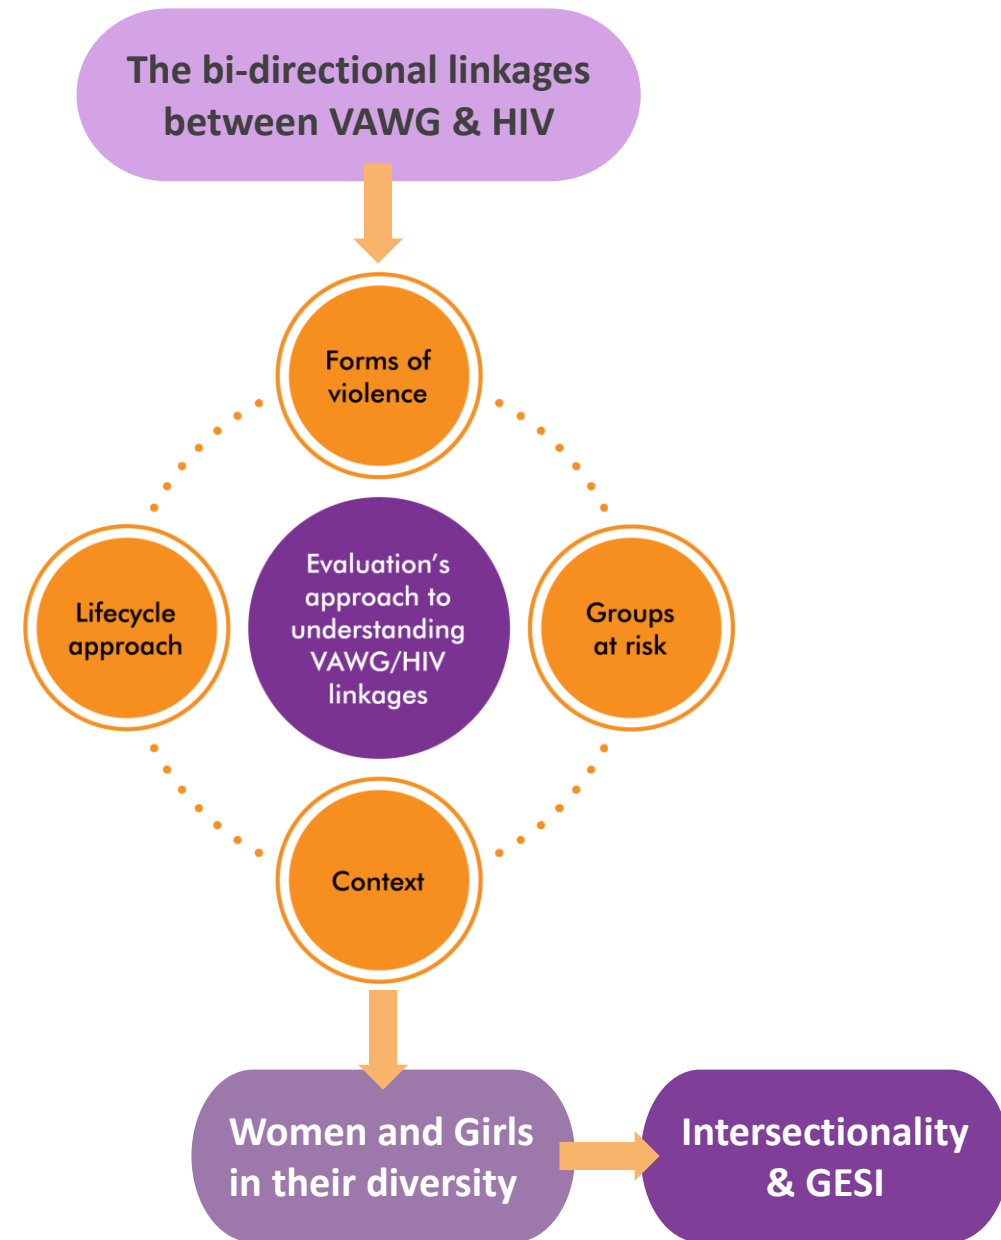 The bi-directional linkages
between VAWG & HIV
Forms of
violence
Lifecycle
approach
Evaluation's
approach to
understanding
VAWG/HIV
linkages
Groups
at risk
Context
Women and Girls
in their diversity
Intersectionality
& GESI